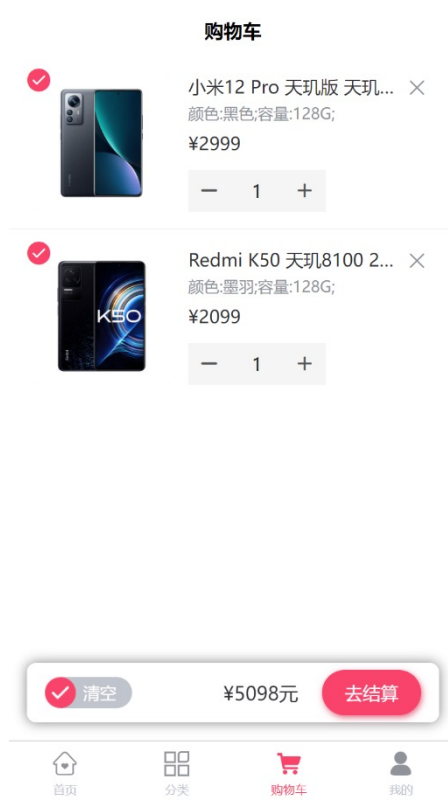 购物车
小米12 Pro 天玑版 天玑...
颜色:黑色;容量:128G;
¥2999
1
Redmi K50 天玑8100 2...
颜色:墨羽;容量:128G;
K50
¥2099
1
清空
¥5098元
去结算
首页
分类
购物车
我的